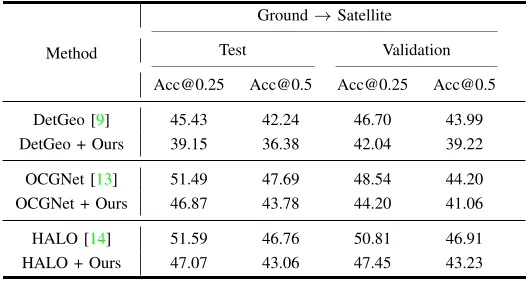 Ground → Satellite
Method Test Validation
Acc@0.25 Acc@0.5 Acc@0.25 Acc@0.5
DetGeo [9] 45.43 42.24 46.70 43.99
DetGeo + Ours 39.15 36.38 42.04 39.22
OCGNet [13] 51.49 47.69 48.54 44.20
OCGNet + Ours 46.87 43.78 44.20 41.06
HALO [14] 51.59 46.76 50.81 46.91
HALO + Ours 47.07 43.06 47.45 43.23